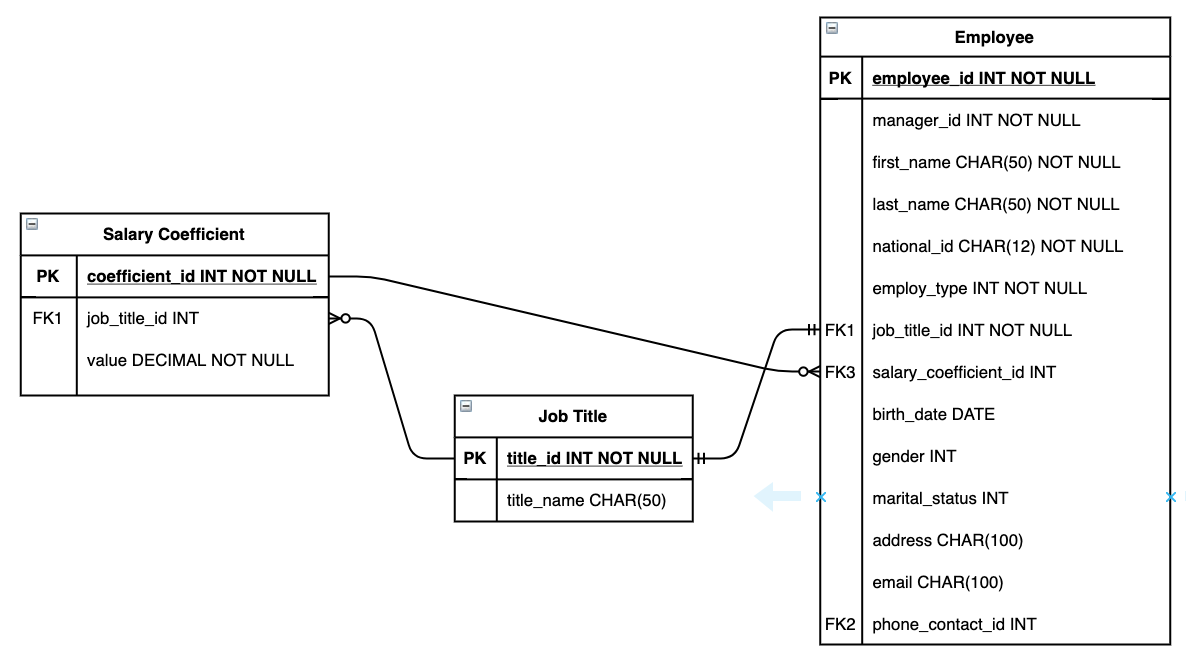 Employee
PK employee_id INT NOT NULL
manager_id INT NOT NULL
first_name CHAR(50) NOT NULL
last_name CHAR(50) NOT NULL
national_id CHAR(12) NOT NULL
employ_type INT NOT NULL
FK1 job_title_id INT NOT NULL
FK3 salary_coefficient_id INT
birth_date DATE
gender INT
marital_status INT
address CHAR(100)
email CHAR(100)
FK2 phone_contact_id INT
Salary Coefficient
PK coefficient_id INT NOT NULL
FK1 job_title_id INT
value DECIMAL NOT NULL
Job Title
PK title_id INT NOT NULL
title_name CHAR(50)